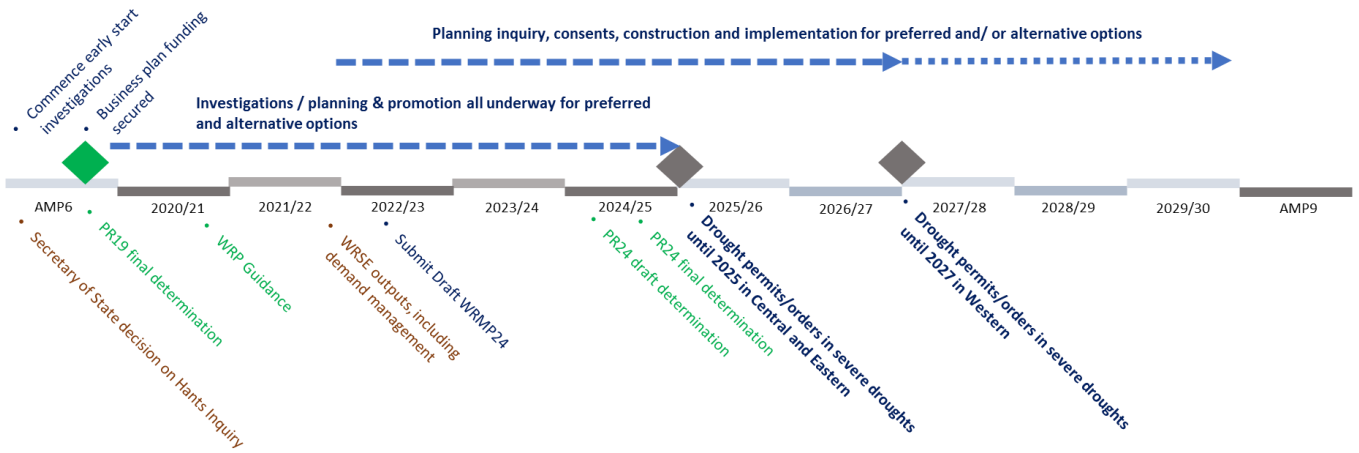 Planning inquiry, consents, construction and implementation for preferred and/ or alternative options
• Commence early start
investigations
• Business plan funding
secured
Investigations / planning & promotion all underway for preferred
and alternative options
AMP6
2020/21
2021/22
2022/23
2023/24
2024/25
2025/26
2026/27
2027/28
2028/29
2029/30
AMP9
• Secretary of State decision on Hants Inquiry
• PR19 final determination
• WRP Guidance
• WRSE outputs, including
demand management
• Submit Draft WRMP24
• PR24 draft determination
• PR24 final determination
• Drought permits/orders in severe droughts
until 2025 in Central and Eastern
• Drought permits/orders in severe droughts
until 2027 in Western